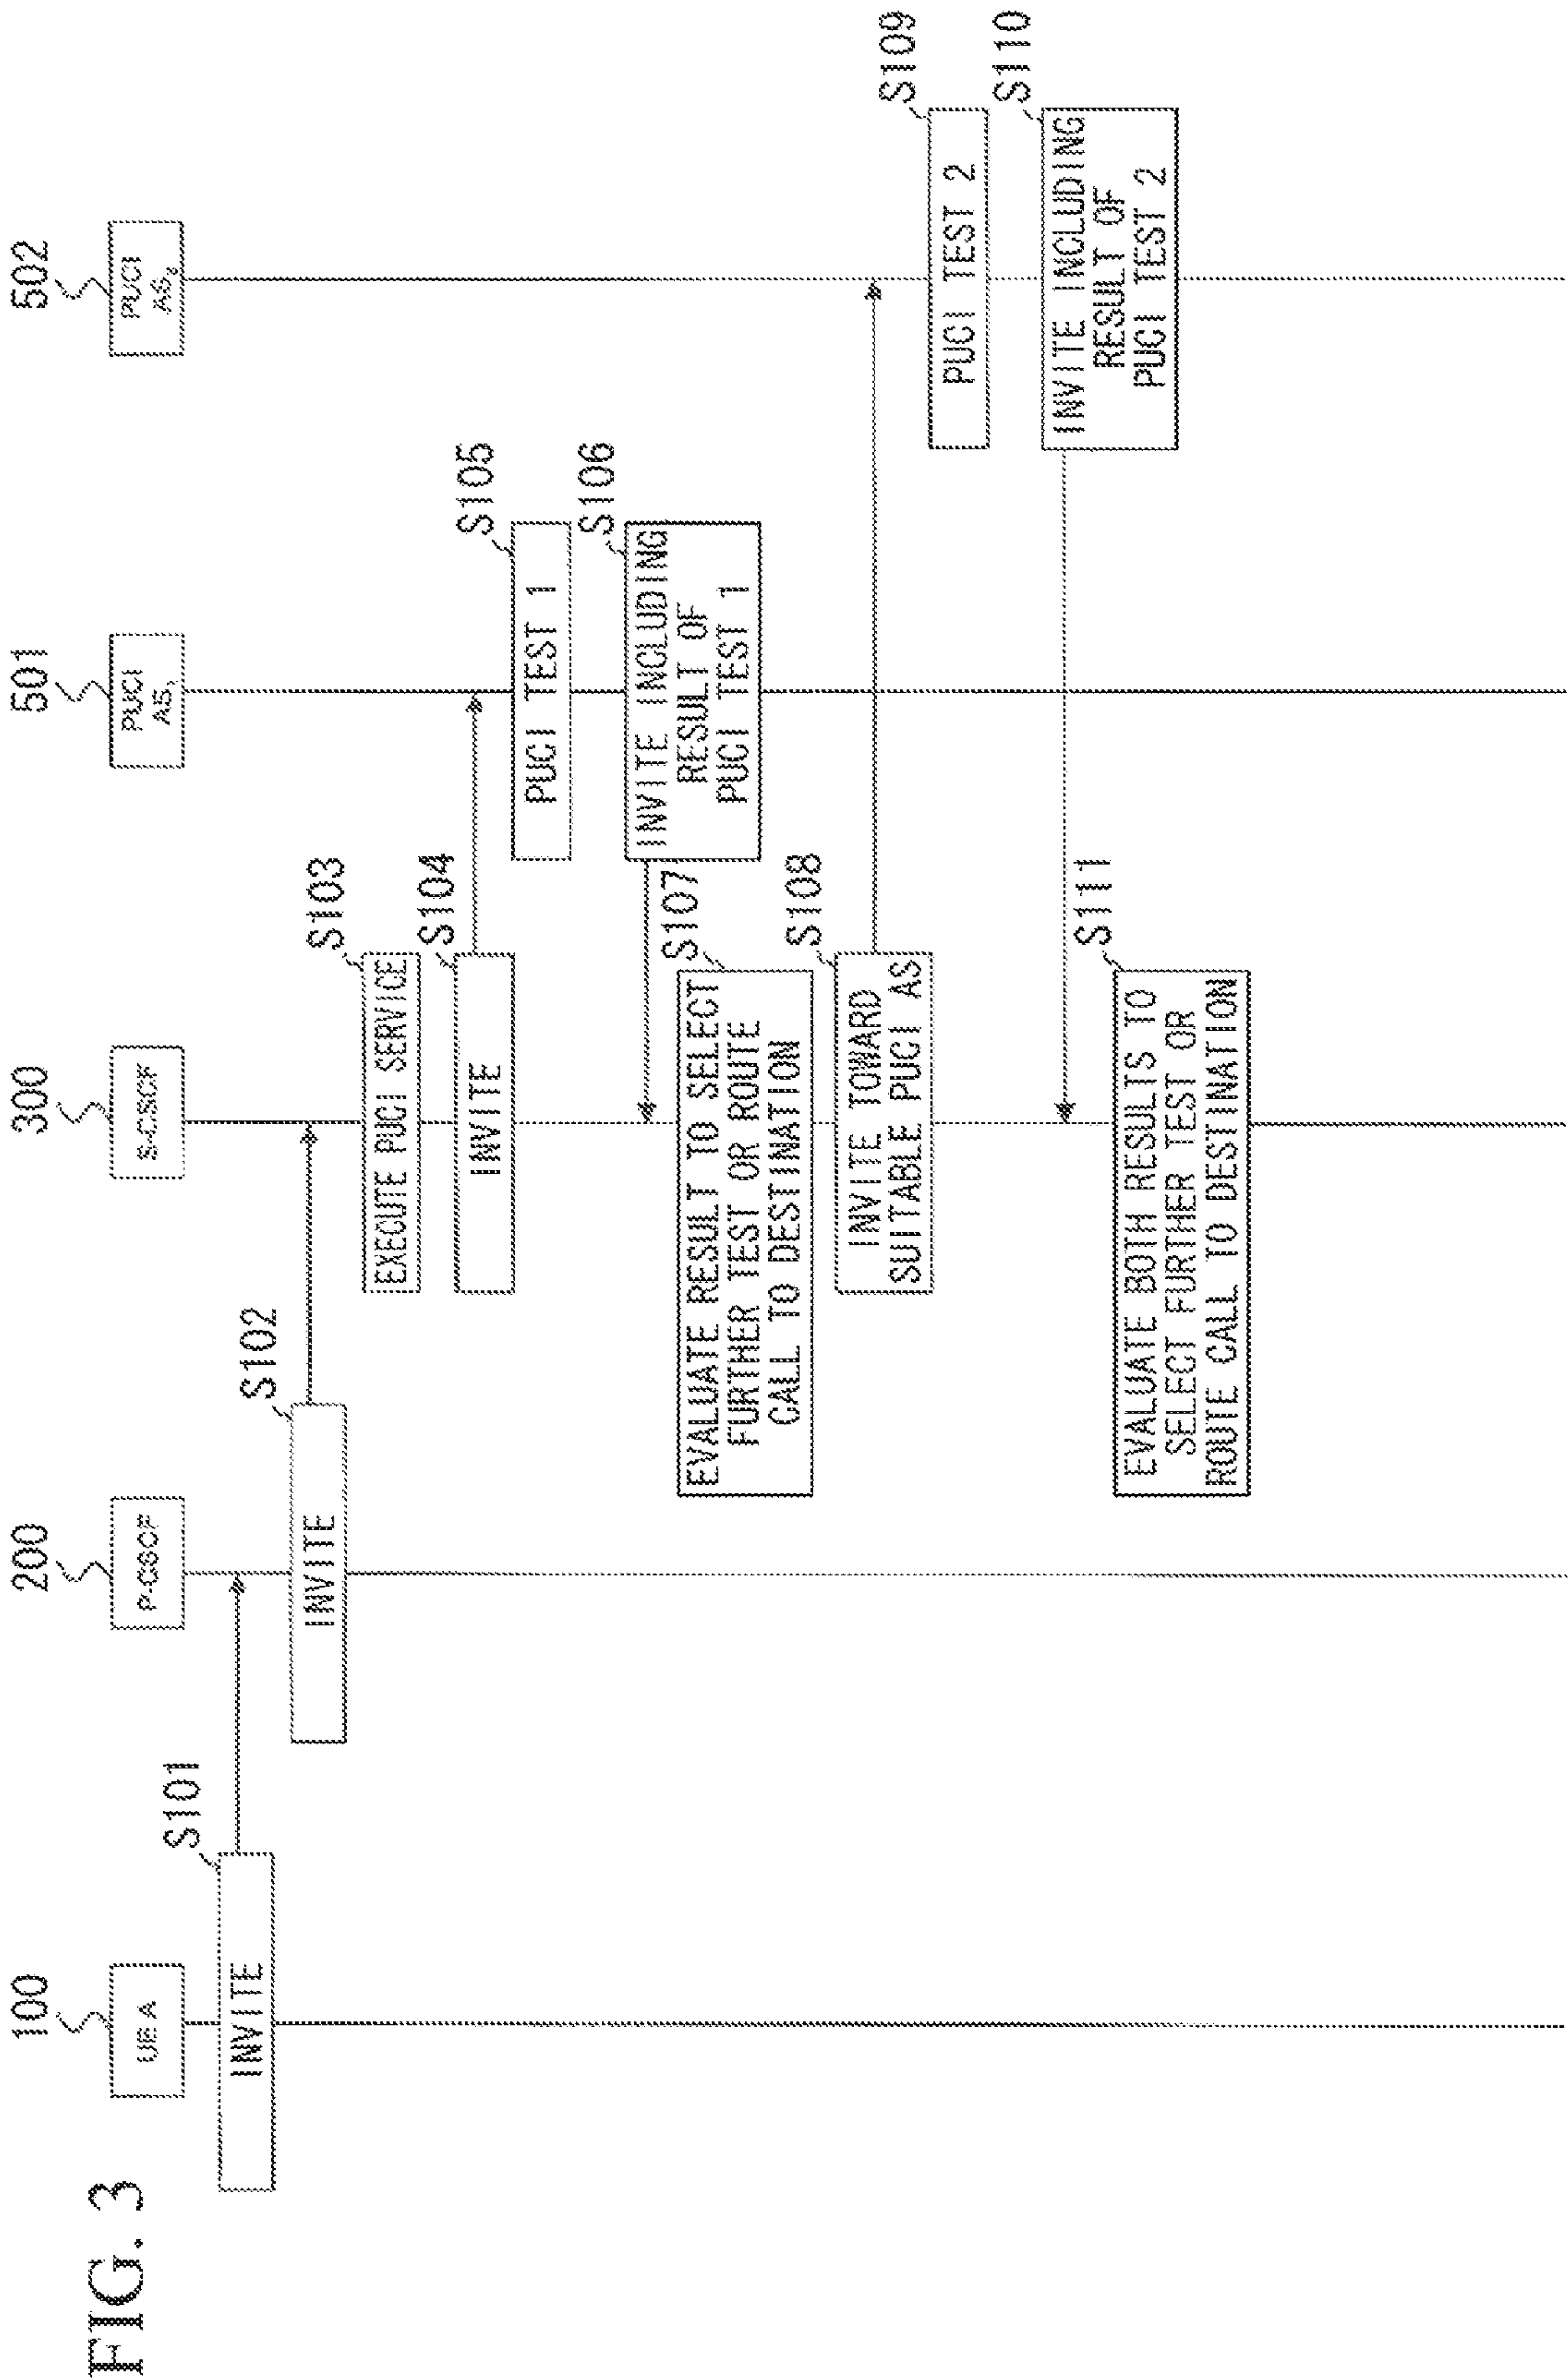 FIG. 3
100
200
300
501
502
UE A
P-CSCF
S-CSCF
PUCI
AS1
PUCI
AS2
S101
INVITE
S102
INVITE
S103
EXECUTE PUCI SERVICE
S104
INVITE
S105
PUCI TEST 1
S106
INVITE INCLUDING
RESULT OF
PUCI TEST 1
S107
EVALUATE RESULT TO SELECT
FURTHER TEST OR ROUTE
CALL TO DESTINATION
S108
INVITE TOWARD
SUITABLE PUCI AS
S109
PUCI TEST 2
S110
INVITE INCLUDING
RESULT OF
PUCI TEST 2
S111
EVALUATE BOTH RESULTS TO
SELECT FURTHER TEST OR
ROUTE CALL TO DESTINATION